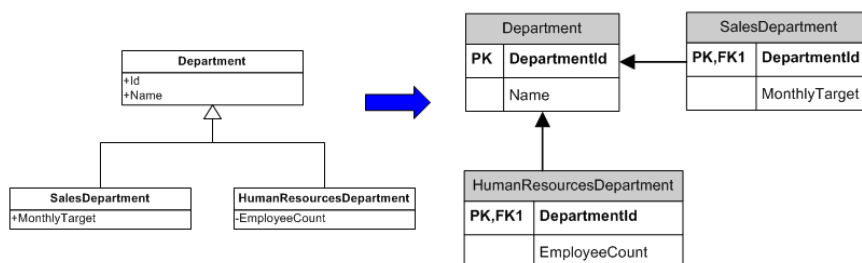 Department
+Id
+Name
SalesDepartment
+MonthlyTarget
HumanResourcesDepartment
-EmployeeCount
Department
PK DepartmentId
Name
SalesDepartment
PK,FK1 DepartmentId
MonthlyTarget
HumanResourcesDepartment
PK,FK1 DepartmentId
EmployeeCount